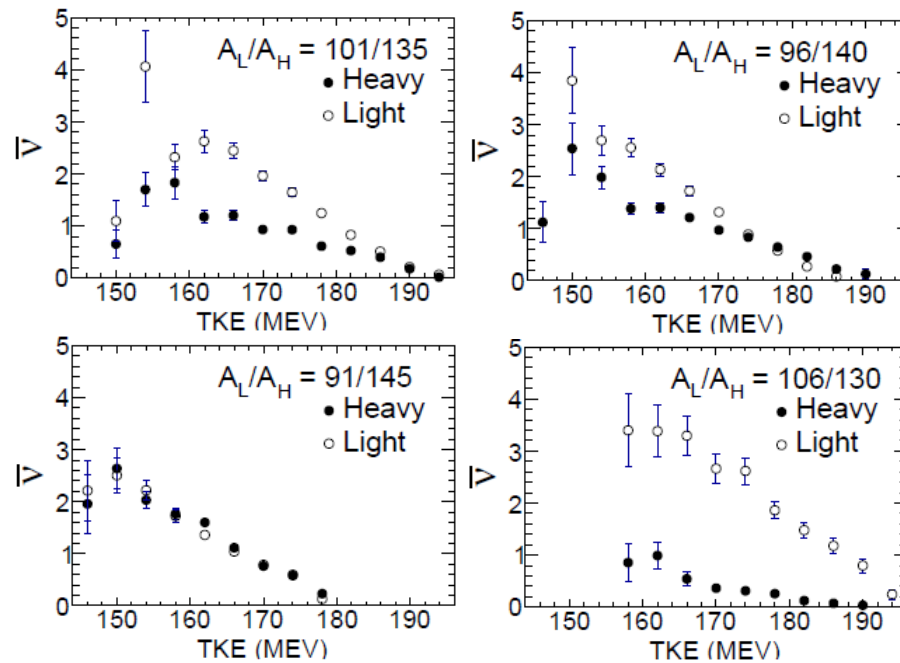 A_L/A_H = 101/135
Heavy
Light
5
4
3
2
1
0
ν̅
150 160 170 180 190
TKE (MEV)
A_L/A_H = 96/140
Heavy
Light
5
4
3
2
1
0
ν̅
150 160 170 180 190
TKE (MEV)
A_L/A_H = 91/145
Heavy
Light
5
4
3
2
1
0
ν̅
150 160 170 180 190
TKE (MEV)
A_L/A_H = 106/130
Heavy
Light
5
4
3
2
1
0
ν̅
150 160 170 180 190
TKE (MEV)